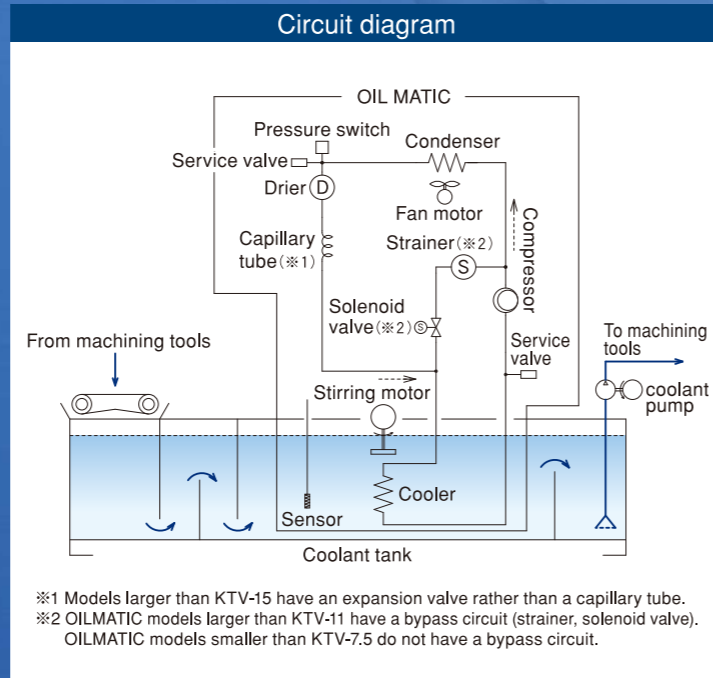 Circuit diagram
OIL MATIC
Pressure switch
Condenser
Service valve
Drier
D
Fan motor
Capillary
tube(※1)
Strainer(※2)
S
Compressor
Solenoid
valve(※2)
S
Service
valve
From machining tools
To machining
tools
Stirring motor
coolant
pump
Cooler
Sensor
Coolant tank
※1 Models larger than KTV-15 have an expansion valve rather than a capillary tube.
※2 OILMATIC models larger than KTV-11 have a bypass circuit (strainer, solenoid valve).
OILMATIC models smaller than KTV-7.5 do not have a bypass circuit.